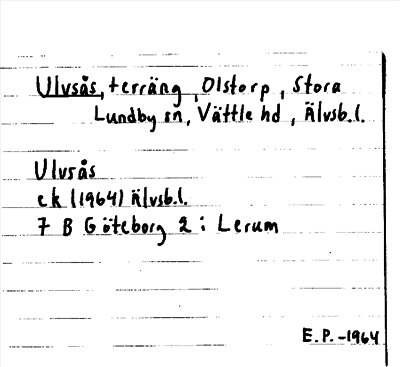 Ulvsås, terräng, Olstorp, Stora
Lundby sn, Vättle hd, Älvsb.l.
Ulvsås
ek (1964) Älvsb.l.
7 B Göteborg 2 i Lerum
E.P.-1964